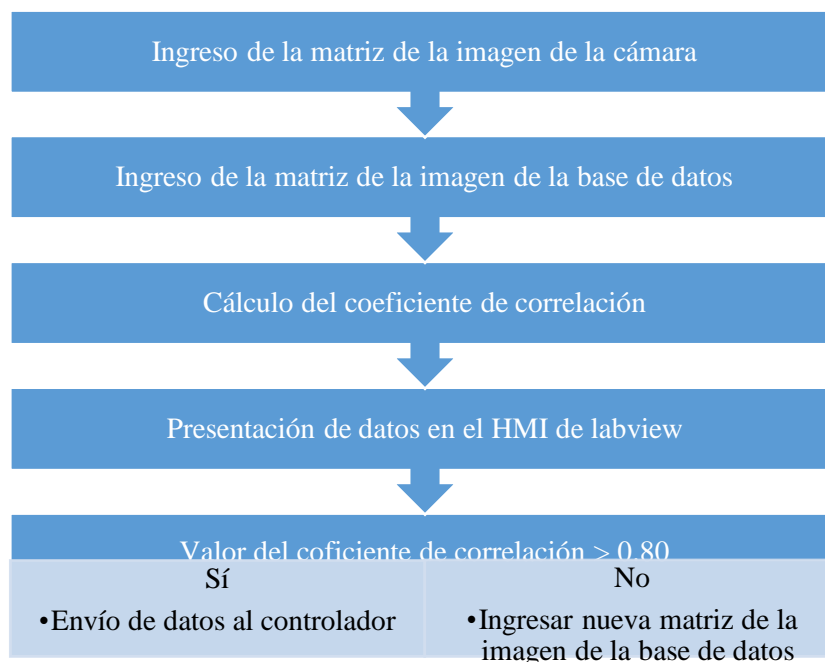 Ingreso de la matriz de la imagen de la cámara
Ingreso de la matriz de la imagen de la base de datos
Cálculo del coeficiente de correlación
Presentación de datos en el HMI de labview
Valor del coficiente de correlación > 0.80
Sí
•Envío de datos al controlador
No
•Ingresar nueva matriz de la
imagen de la base de datos